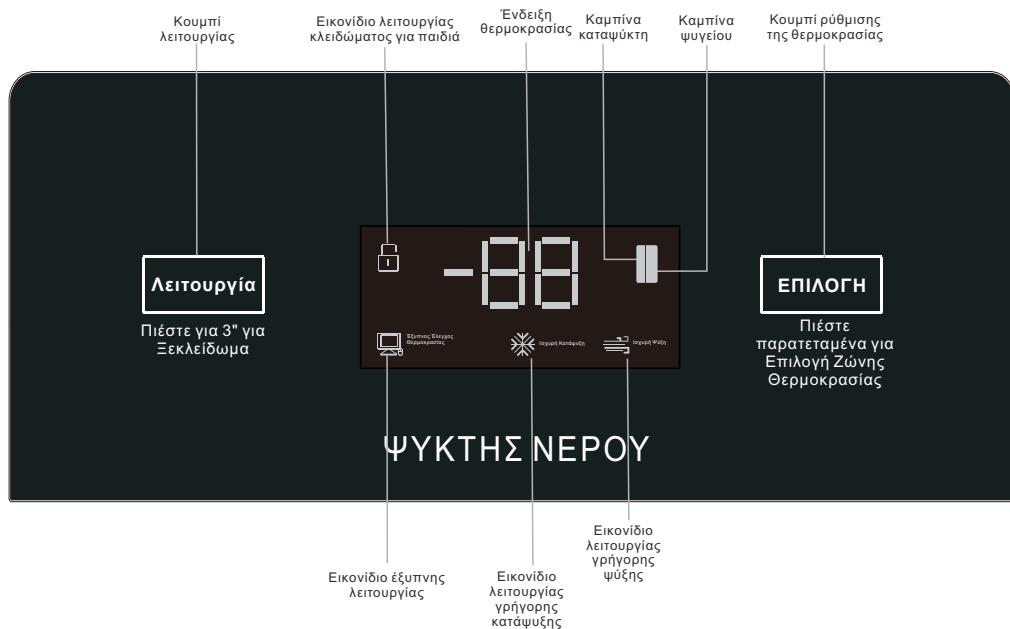 Κουμπί
λειτουργίας
Εικονίδιο λειτουργίας
κλειδώματος για παιδιά
Ένδειξη
θερμοκρασίας
Καμπίνα
καταψύκτη
Καμπίνα
ψυγείου
Κουμπί ρύθμισης
της θερμοκρασίας
-88
Λειτουργία
Πιέστε για 3" για
Ξεκλείδωμα
Έξυπνος Έλεγχος
Θερμοκρασίας
Ισχυρή Κατάψυξη
Ισχυρή Ψύξη
ΕΠΙΛΟΓΗ
Πιέστε
παρατεταμένα για
Επιλογή Ζώνης
Θερμοκρασίας
ΨΥΚΤΗΣ ΝΕΡΟΥ
Εικονίδιο έξυπνης
λειτουργίας
Εικονίδιο
λειτουργίας
γρήγορης
κατάψυξης
Εικονίδιο
λειτουργίας
γρήγορης
ψύξης